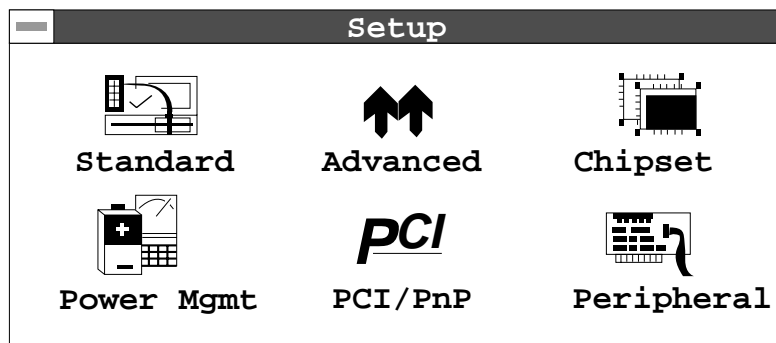 Setup
Standard Advanced Chipset
+
PCI
Power Mgmt PCI/PnP Peripheral